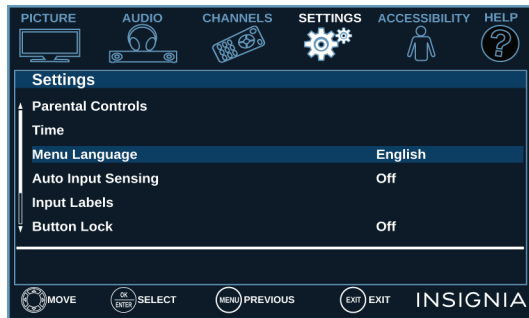 PICTURE AUDIO CHANNELS SETTINGS ACCESSIBILITY HELP
Settings
Parental Controls
Time
Menu Language English
Auto Input Sensing Off
Input Labels
Button Lock Off
MOVE OK ENTER SELECT MENU PREVIOUS EXIT EXIT INSIGNIA